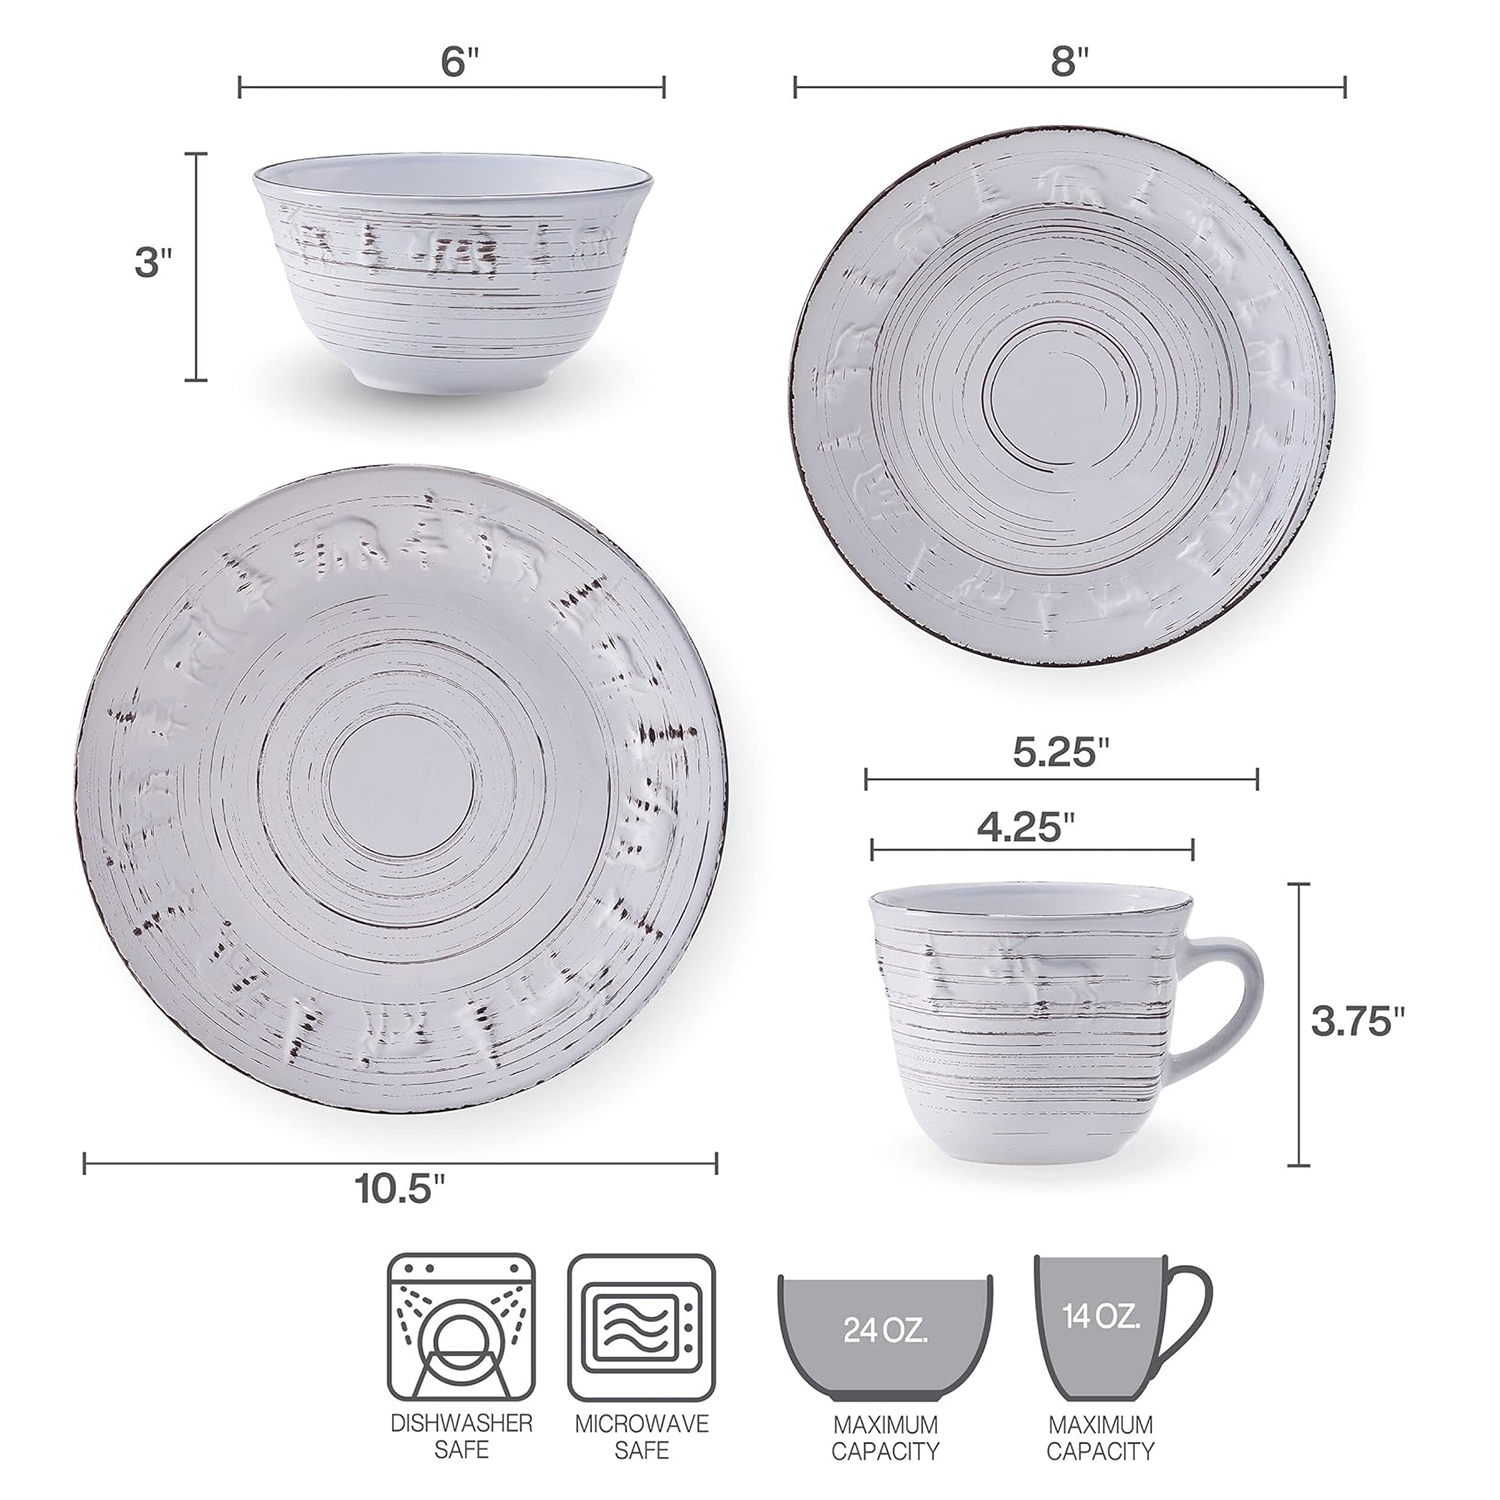 6"
8"
3"
5.25"
4.25"
3.75"
10.5"
24 OZ.
14 OZ.
DISHWASHER
SAFE
MICROWAVE
SAFE
MAXIMUM
CAPACITY
MAXIMUM
CAPACITY